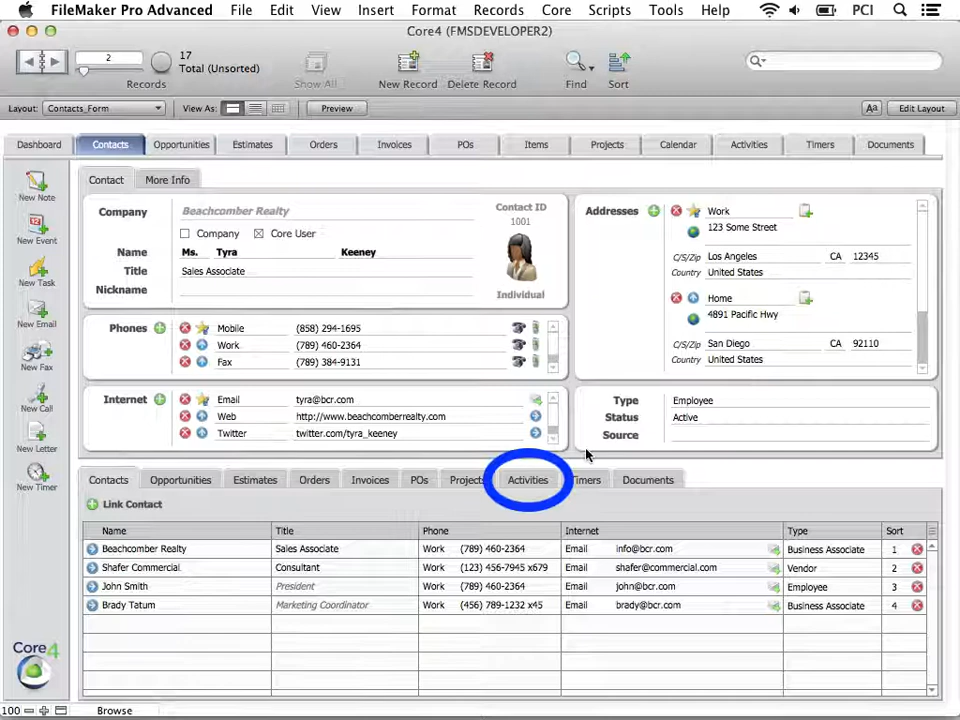 FileMaker Pro Advanced File Edit View Insert Format Records Core Scripts Tools Help PCI
Core4 (FMSDEVELOPER2)
2 17 Total (Unsorted)
Records Show All New Record Delete Record Find Sort
Layout: Contacts_Form View As: Preview Aa Edit Layout
Dashboard Contacts Opportunities Estimates Orders Invoices POs Items Projects Calendar Activities Timers Documents
New Note
New Event
New Task
New Email
New Fax
New Call
New Letter
New Timer
Core4
Contact More Info
Company Beachcomber Realty
Company Core User
Name Ms. Tyra Keeney
Title Sales Associate
Nickname
Contact ID
1001
Individual
Addresses Work
123 Some Street
C/S/Zip Los Angeles CA 12345
Country United States
Home
4891 Pacific Hwy
C/S/Zip San Diego CA 92110
Country United States
Phones Mobile (858) 294-1695
Work (789) 460-2364
Fax (789) 384-9131
Internet Email tyra@bcr.com
Web http://www.beachcomberrealty.com
Twitter twitter.com/tyra_keeney
Type Employee
Status Active
Source
Contacts Opportunities Estimates Orders Invoices POs Projects Activities Timers Documents
Link Contact
Name Title Phone Internet Type Sort
Beachcomber Realty Sales Associate Work (789) 460-2364 Email info@bcr.com Business Associate 1
Shafer Commercial Consultant Work (123) 456-7945 x679 Email shafer@commercial.com Vendor 2
John Smith President Work (789) 460-2364 Email john@bcr.com Employee 3
Brady Tatum Marketing Coordinator Work (456) 789-1232 x45 Email brady@bcr.com Business Associate 4
100 Browse